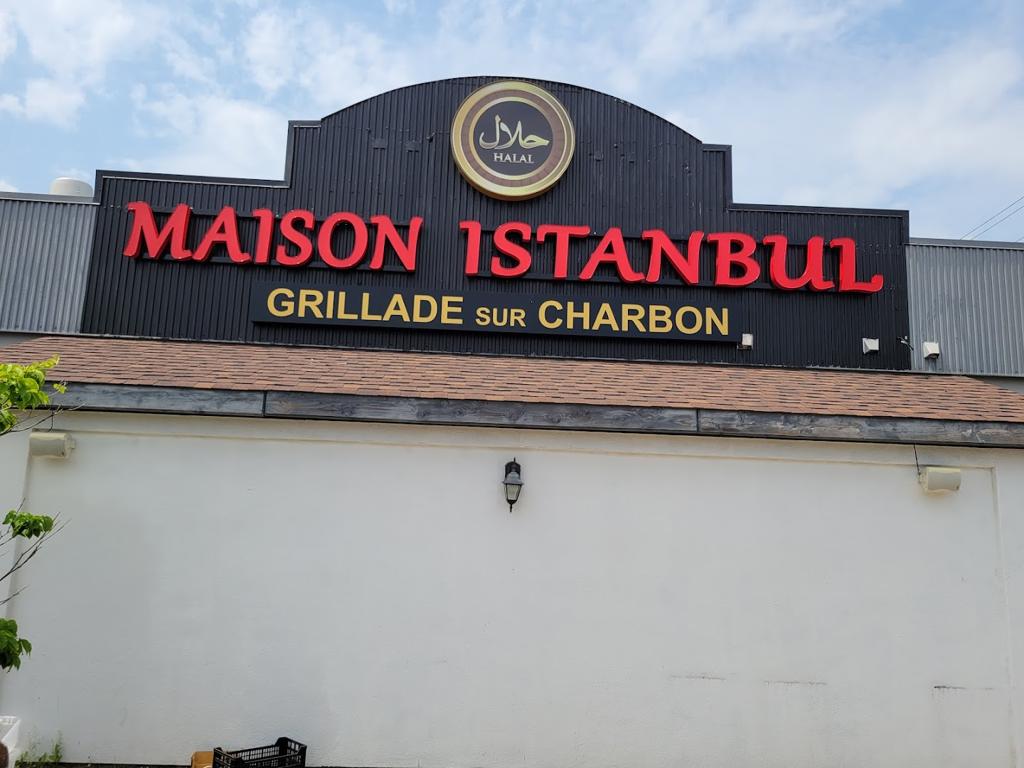 حلال
HALAL
MAISON ISTANBUL
GRILLADE SUR CHARBON